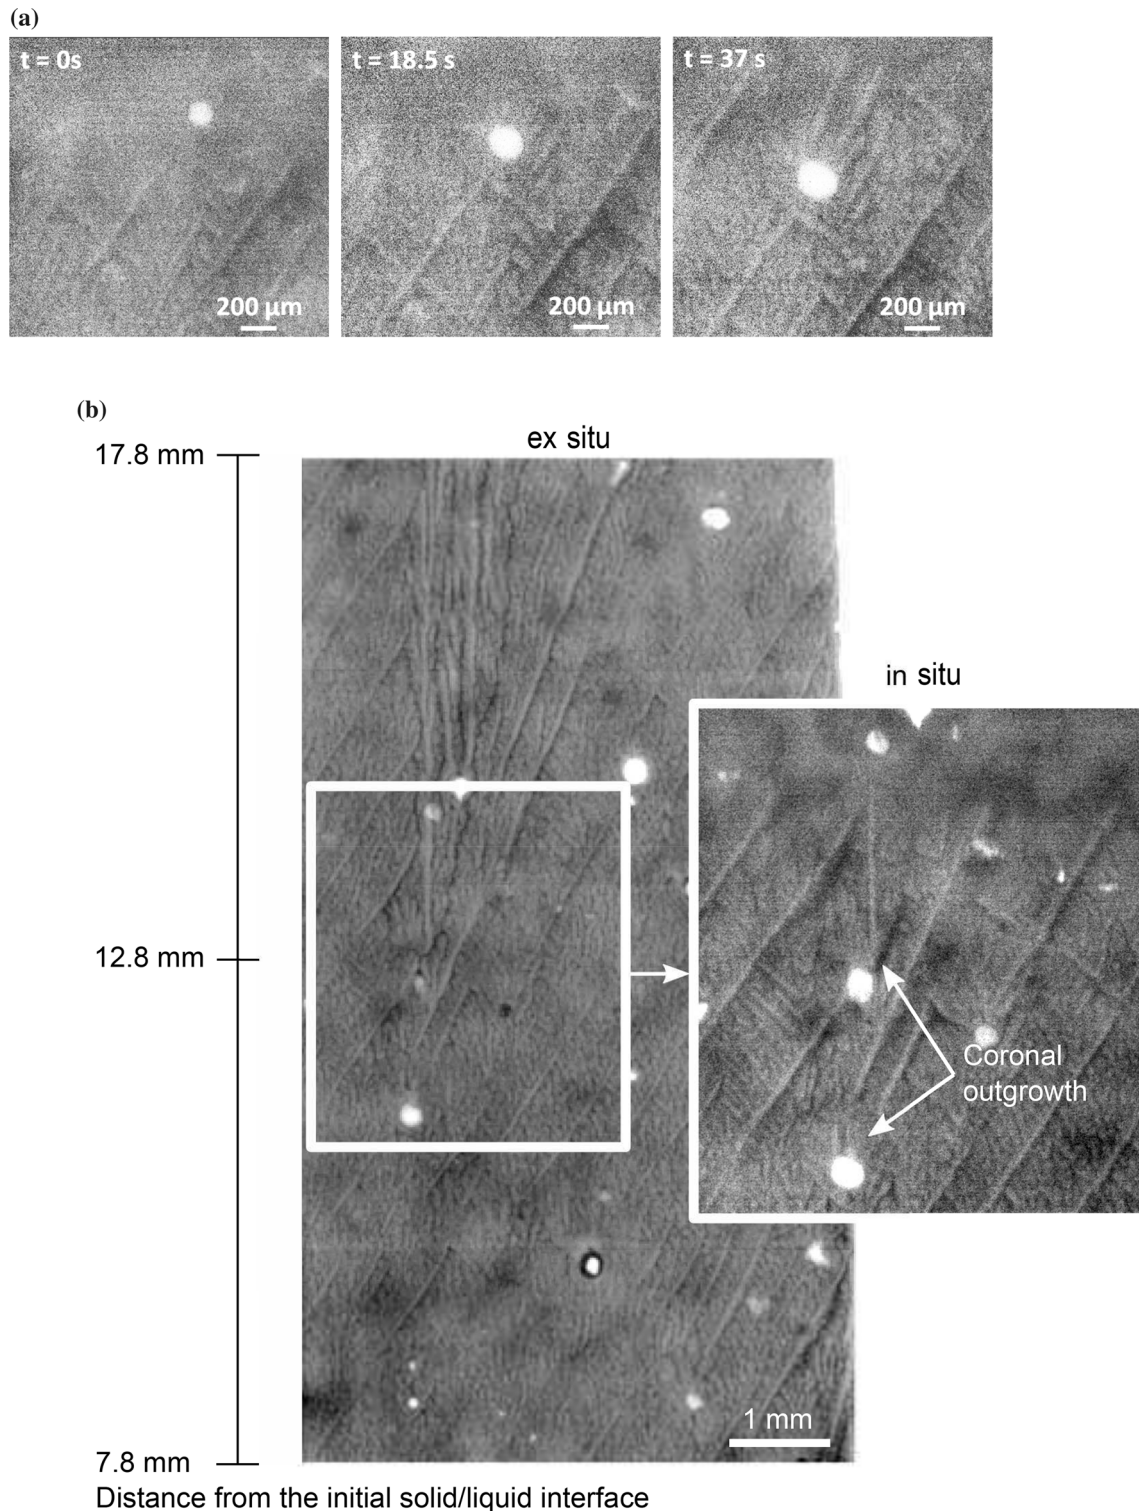 (a)
t = 0s
t = 18.5 s
t = 37 s
200 µm
200 µm
200 µm
(b)
ex situ
17.8 mm
in situ
12.8 mm
Coronal
outgrowth
1 mm
7.8 mm
Distance from the initial solid/liquid interface